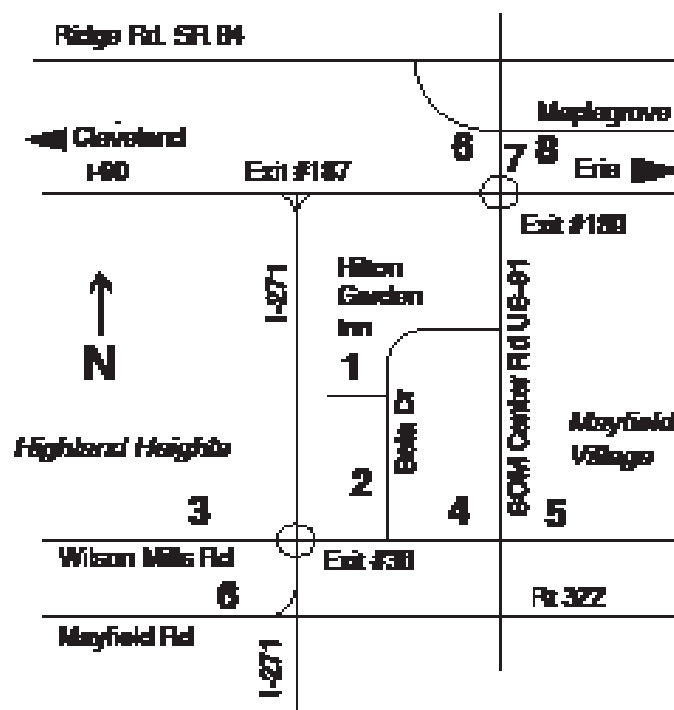 Ridge Rd. SR. 84
Maplegrove
Cleveland
6
7
8
I-90
Exit #187
Erie
Exit #189
I-271
Hilton
Garden
Inn
N
1
SOM Center Rd US-91
Beta Dr
Highland Heights
Mayfield
Village
2
3
4
5
Wilson Mills Rd
Exit #36
6
Rt 322
Mayfield Rd
I-271